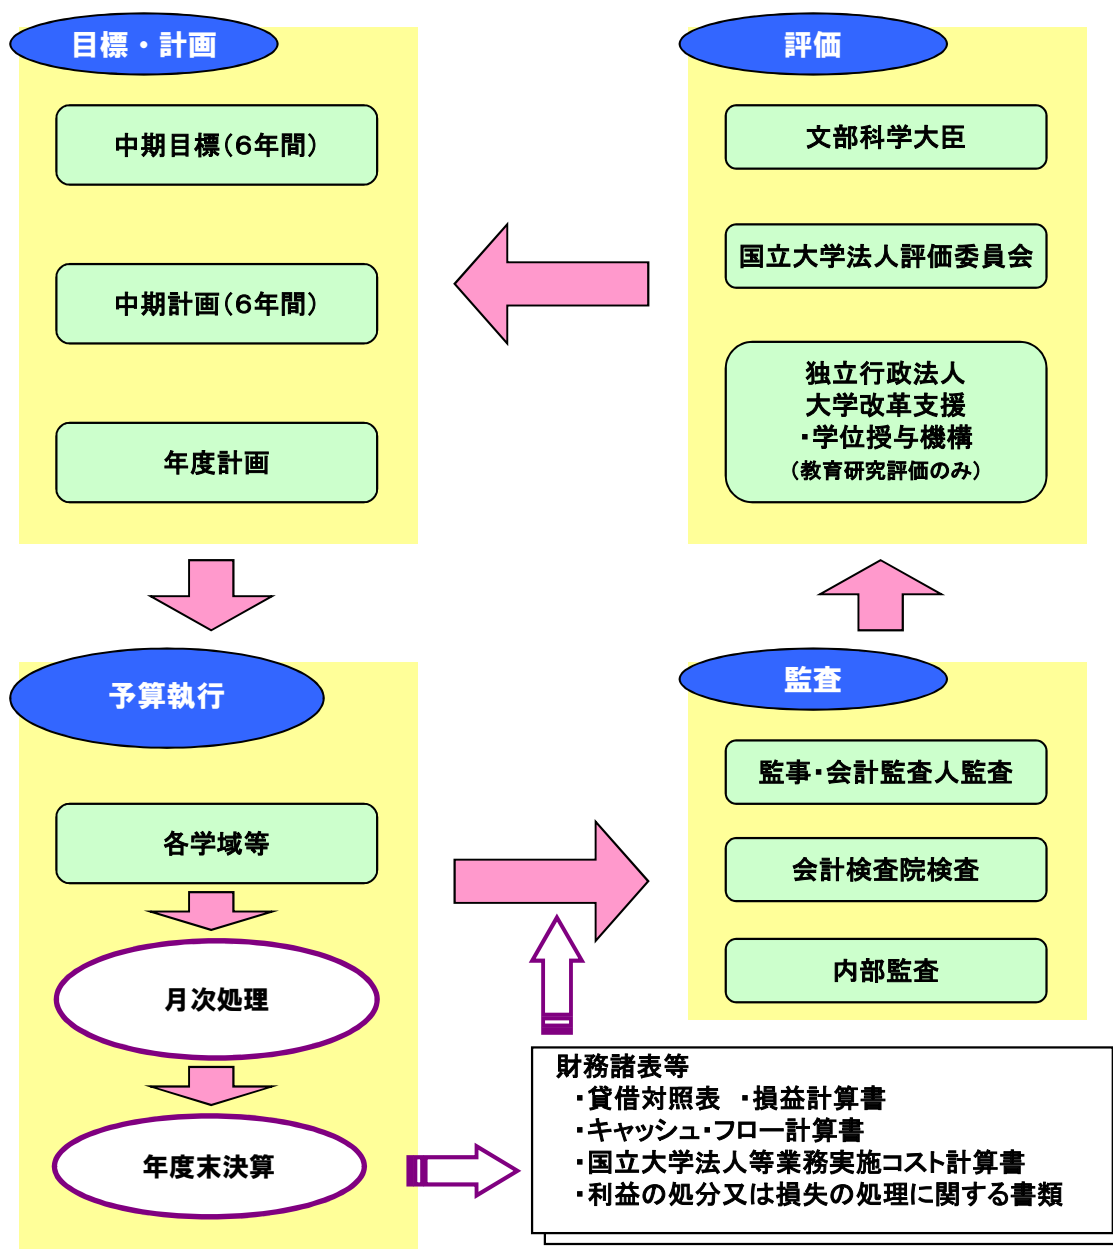 目標・計画
中期目標(６年間)
中期計画(６年間)
年度計画
評価
文部科学大臣
国立大学法人評価委員会
独立行政法人
大学改革支援
・学位授与機構
(教育研究評価のみ)
予算執行
各学域等
月次処理
年度末決算
監査
監事・会計監査人監査
会計検査院検査
内部監査
財務諸表等
・貸借対照表　・損益計算書
・キャッシュ・フロー計算書
・国立大学法人等業務実施コスト計算書
・利益の処分又は損失の処理に関する書類